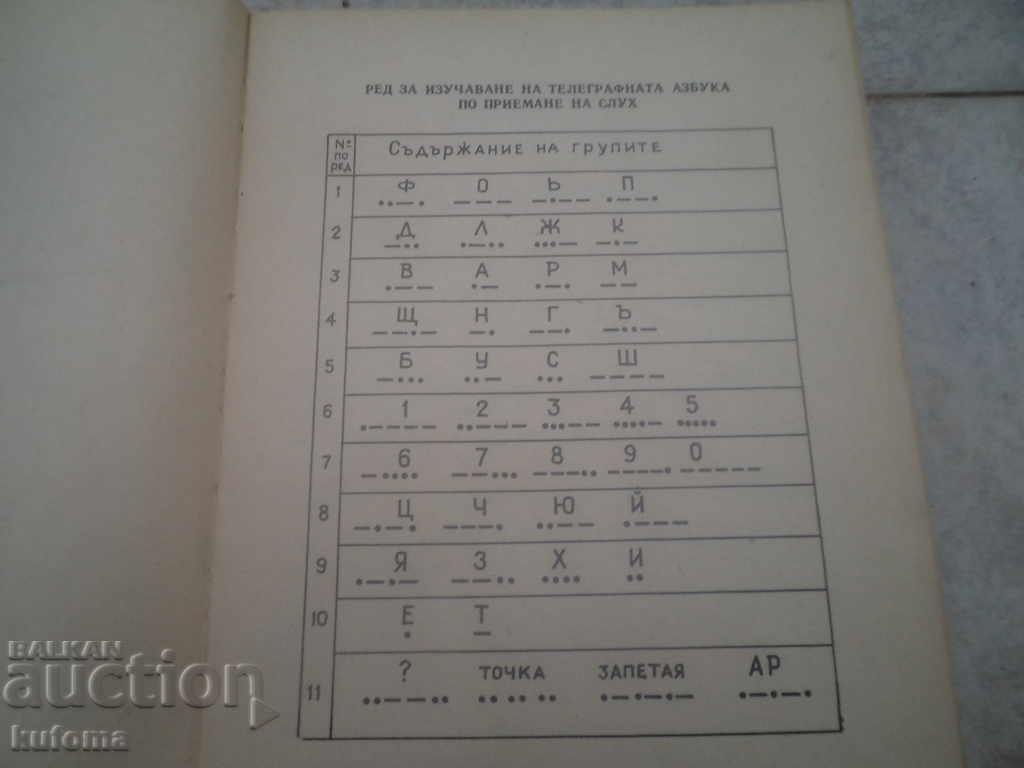 РЕД ЗА ИЗУЧАВАНЕ НА ТЕЛЕГРАФНАТА АЗБУКА
ПО ПРИЕМАНЕ НА СЛУХ
№ по ред Съдържание на групите
1 Ф О Ь П
••—• ——— —•—— •——•
2 Д Л Ж К
—•• •—•• •••— —•—
3 В А Р М
•—— •— •—• ——
4 Щ Н Г Ъ
——•— —• ——• —••—
5 Б У С Ш
—••• ••— ••• ————
6 1 2 3 4 5
•———— ••——— •••—— ••••— •••••
7 6 7 8 9 0
—•••• ——••• ———•• ————• —————
8 Ц Ч Ю Й
—•—• ———• ••—— •———
9 Я З Х И
•—•— ——•• •••• ••
10 Е Т
• —
11 ? ТОЧКА ЗАПЕТАЯ АР
••——•• •• •• •• •—•—•— •—•—•
BALKAN
auction
kufoma